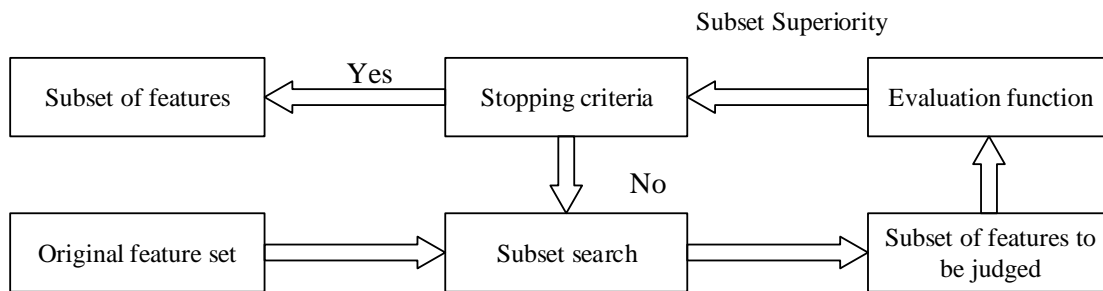 Subset Superiority
Subset of features
Yes
Stopping criteria
Evaluation function
No
Original feature set
Subset search
Subset of features to
be judged